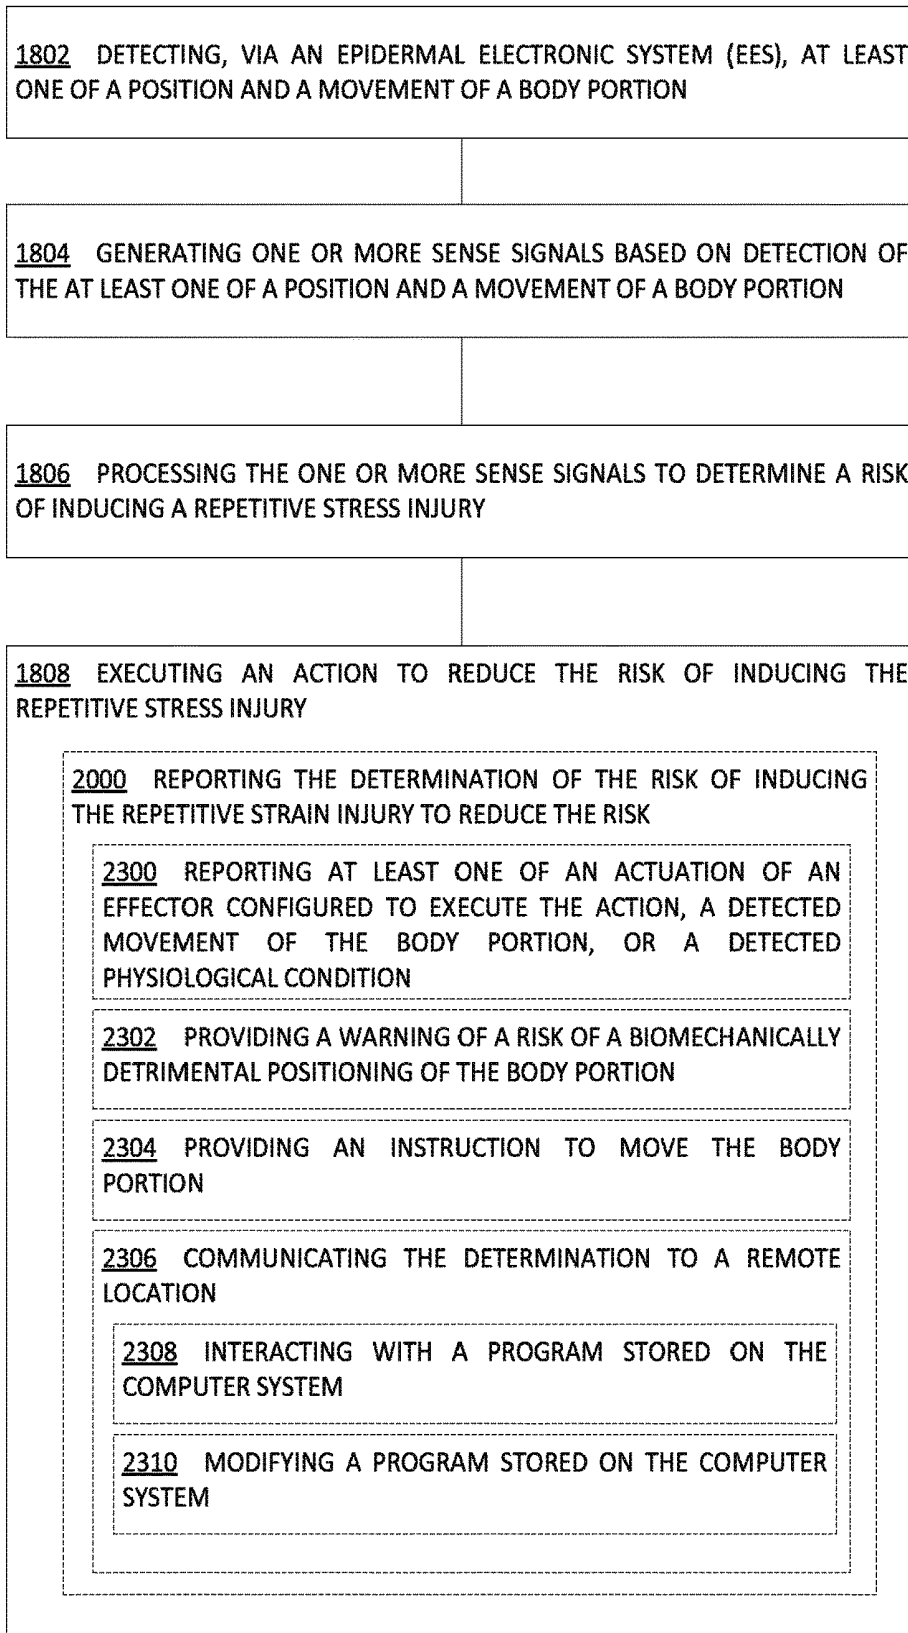 1802 DETECTING, VIA AN EPIDERMAL ELECTRONIC SYSTEM (EES), AT LEAST
ONE OF A POSITION AND A MOVEMENT OF A BODY PORTION
1804 GENERATING ONE OR MORE SENSE SIGNALS BASED ON DETECTION OF
THE AT LEAST ONE OF A POSITION AND A MOVEMENT OF A BODY PORTION
1806 PROCESSING THE ONE OR MORE SENSE SIGNALS TO DETERMINE A RISK
OF INDUCING A REPETITIVE STRESS INJURY
1808 EXECUTING AN ACTION TO REDUCE THE RISK OF INDUCING THE
REPETITIVE STRESS INJURY
2000 REPORTING THE DETERMINATION OF THE RISK OF INDUCING
THE REPETITIVE STRAIN INJURY TO REDUCE THE RISK
2300 REPORTING AT LEAST ONE OF AN ACTUATION OF AN
EFFECTOR CONFIGURED TO EXECUTE THE ACTION, A DETECTED
MOVEMENT OF THE BODY PORTION, OR A DETECTED
PHYSIOLOGICAL CONDITION
2302 PROVIDING A WARNING OF A RISK OF A BIOMECHANICALLY
DETRIMENTAL POSITIONING OF THE BODY PORTION
2304 PROVIDING AN INSTRUCTION TO MOVE THE BODY
PORTION
2306 COMMUNICATING THE DETERMINATION TO A REMOTE
LOCATION
2308 INTERACTING WITH A PROGRAM STORED ON THE
COMPUTER SYSTEM
2310 MODIFYING A PROGRAM STORED ON THE COMPUTER
SYSTEM